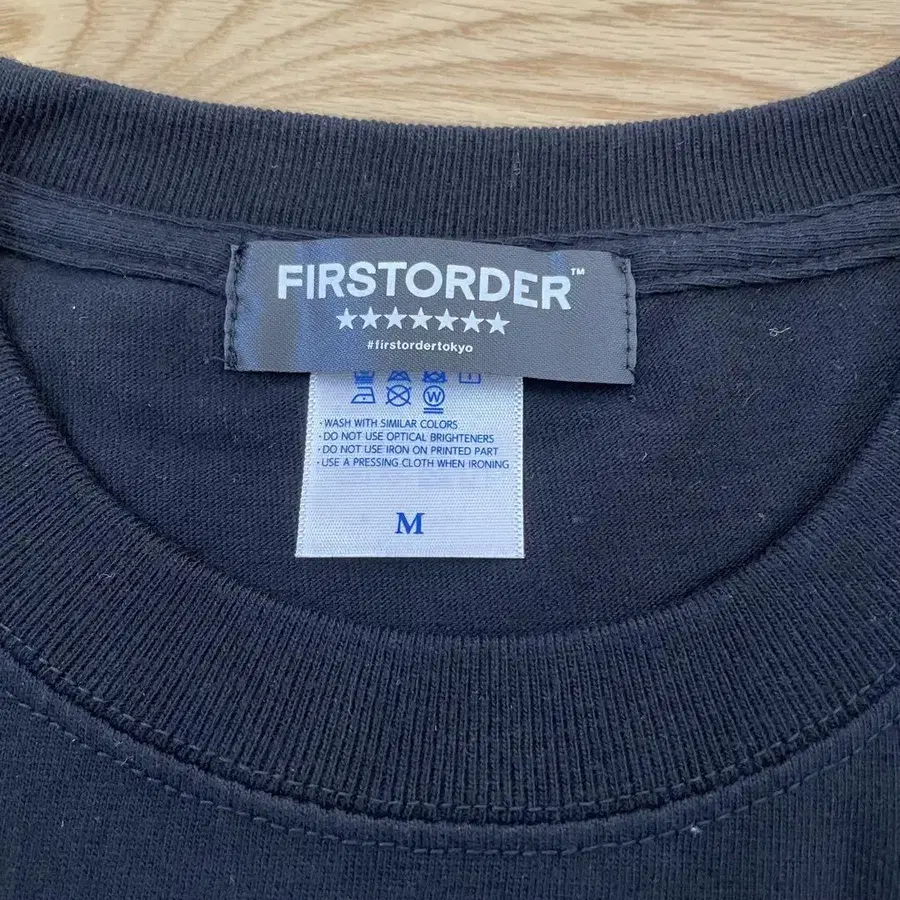 FIRSTORDER™
★★★★★★★
#firstordertokyo
W
・WASH WITH SIMILAR COLORS
・DO NOT USE OPTICAL BRIGHTENERS
・DO NOT USE IRON ON PRINTED PART
・USE A PRESSING CLOTH WHEN IRONING
M